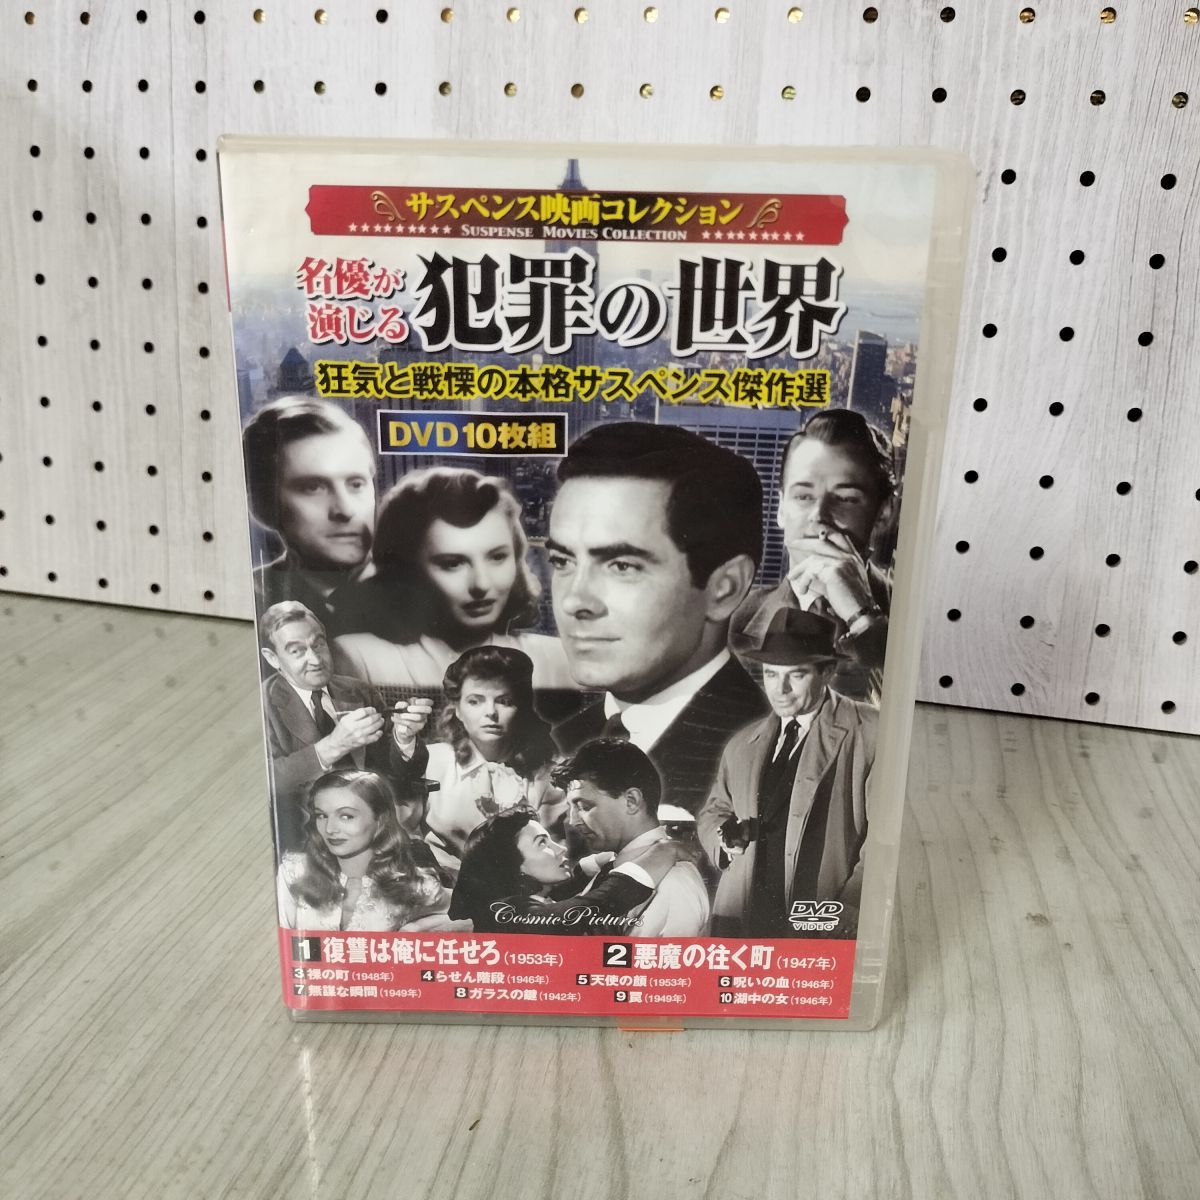 サスペンス映画コレクション
SUSPENSE MOVIES COLLECTION
名優が
演じる
犯罪の世界
狂気と戦慄の本格サスペンス傑作選
DVD10枚組
Cosmic Pictures
DVD
VIDEO
1 復讐は俺に任せろ(1953年) 2 悪魔の往く町(1947年)
3 裸の町(1948年) 4 らせん階段(1946年) 5 天使の顔(1953年) 6 呪いの血(1946年)
7 無謀な瞬間(1949年) 8 ガラスの鍵(1942年) 9 罠(1949年) 10 湖中の女(1946年)